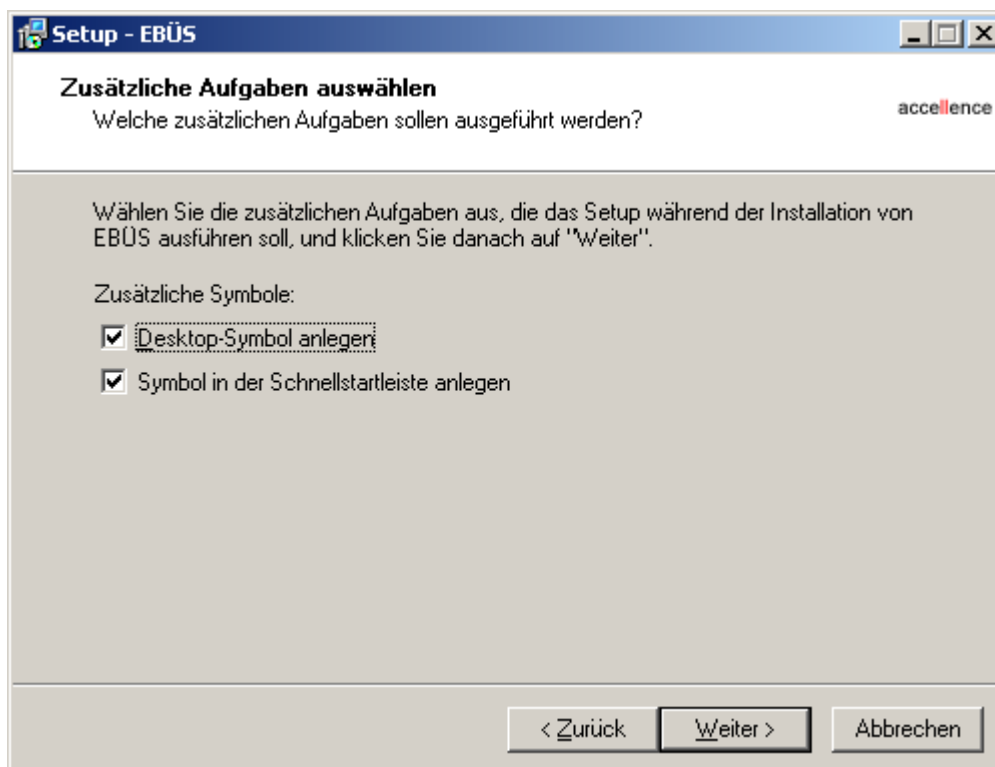 Setup - EBÜS
Zusätzliche Aufgaben auswählen
Welche zusätzlichen Aufgaben sollen ausgeführt werden?
accellence
Wählen Sie die zusätzlichen Aufgaben aus, die das Setup während der Installation von
EBÜS ausführen soll, und klicken Sie danach auf "Weiter".
Zusätzliche Symbole:
Desktop-Symbol anlegen
Symbol in der Schnellstartleiste anlegen
< Zurück
Weiter >
Abbrechen